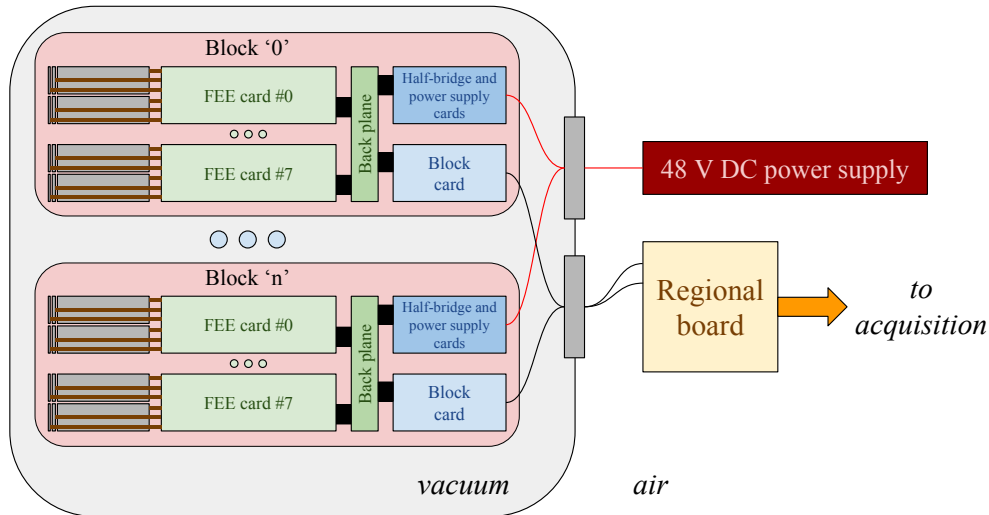 Block ‘0’
FEE card #0
FEE card #7
Back plane
Half-bridge and
power supply
cards
Block
card
48 V DC power supply
Block ‘n’
FEE card #0
FEE card #7
Back plane
Half-bridge and
power supply
cards
Block
card
Regional
board
to
acquisition
vacuum
air